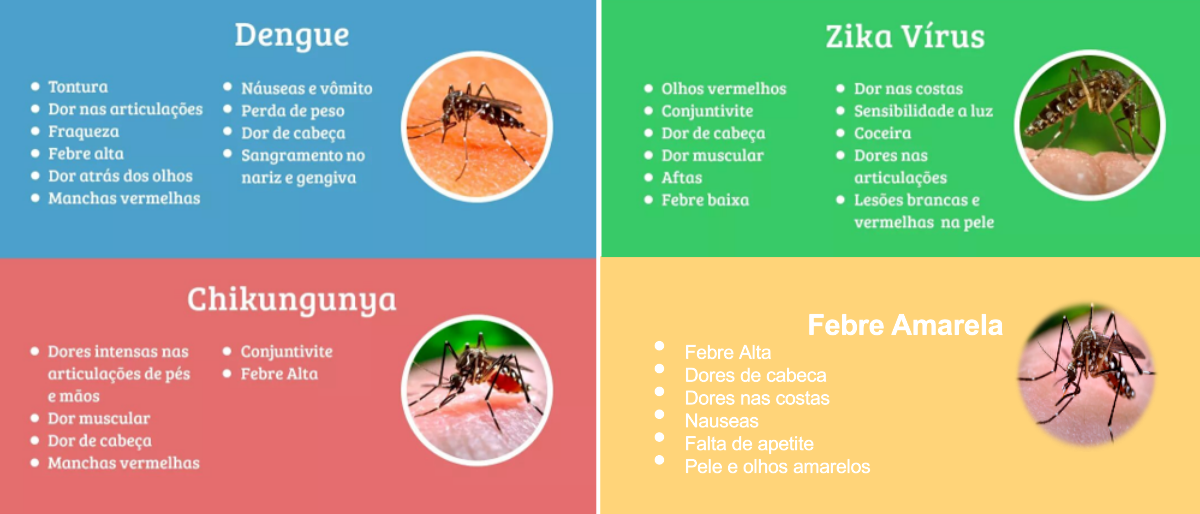 Dengue
Tontura
Dor nas articulações
Fraqueza
Febre alta
Dor atrás dos olhos
Manchas vermelhas
Náuseas e vômito
Perda de peso
Dor de cabeça
Sangramento no
nariz e gengiva
Zika Vírus
Olhos vermelhos
Conjuntivite
Dor de cabeça
Dor muscular
Aftas
Febre baixa
Dor nas costas
Sensibilidade a luz
Coceira
Dores nas
articulações
Lesões brancas e
vermelhas na pele
Chikungunya
Dores intensas nas
articulações de pés
e mãos
Dor muscular
Dor de cabeça
Manchas vermelhas
Conjuntivite
Febre Alta
Febre Amarela
Febre Alta
Dores de cabeca
Dores nas costas
Nauseas
Falta de apetite
Pele e olhos amarelos